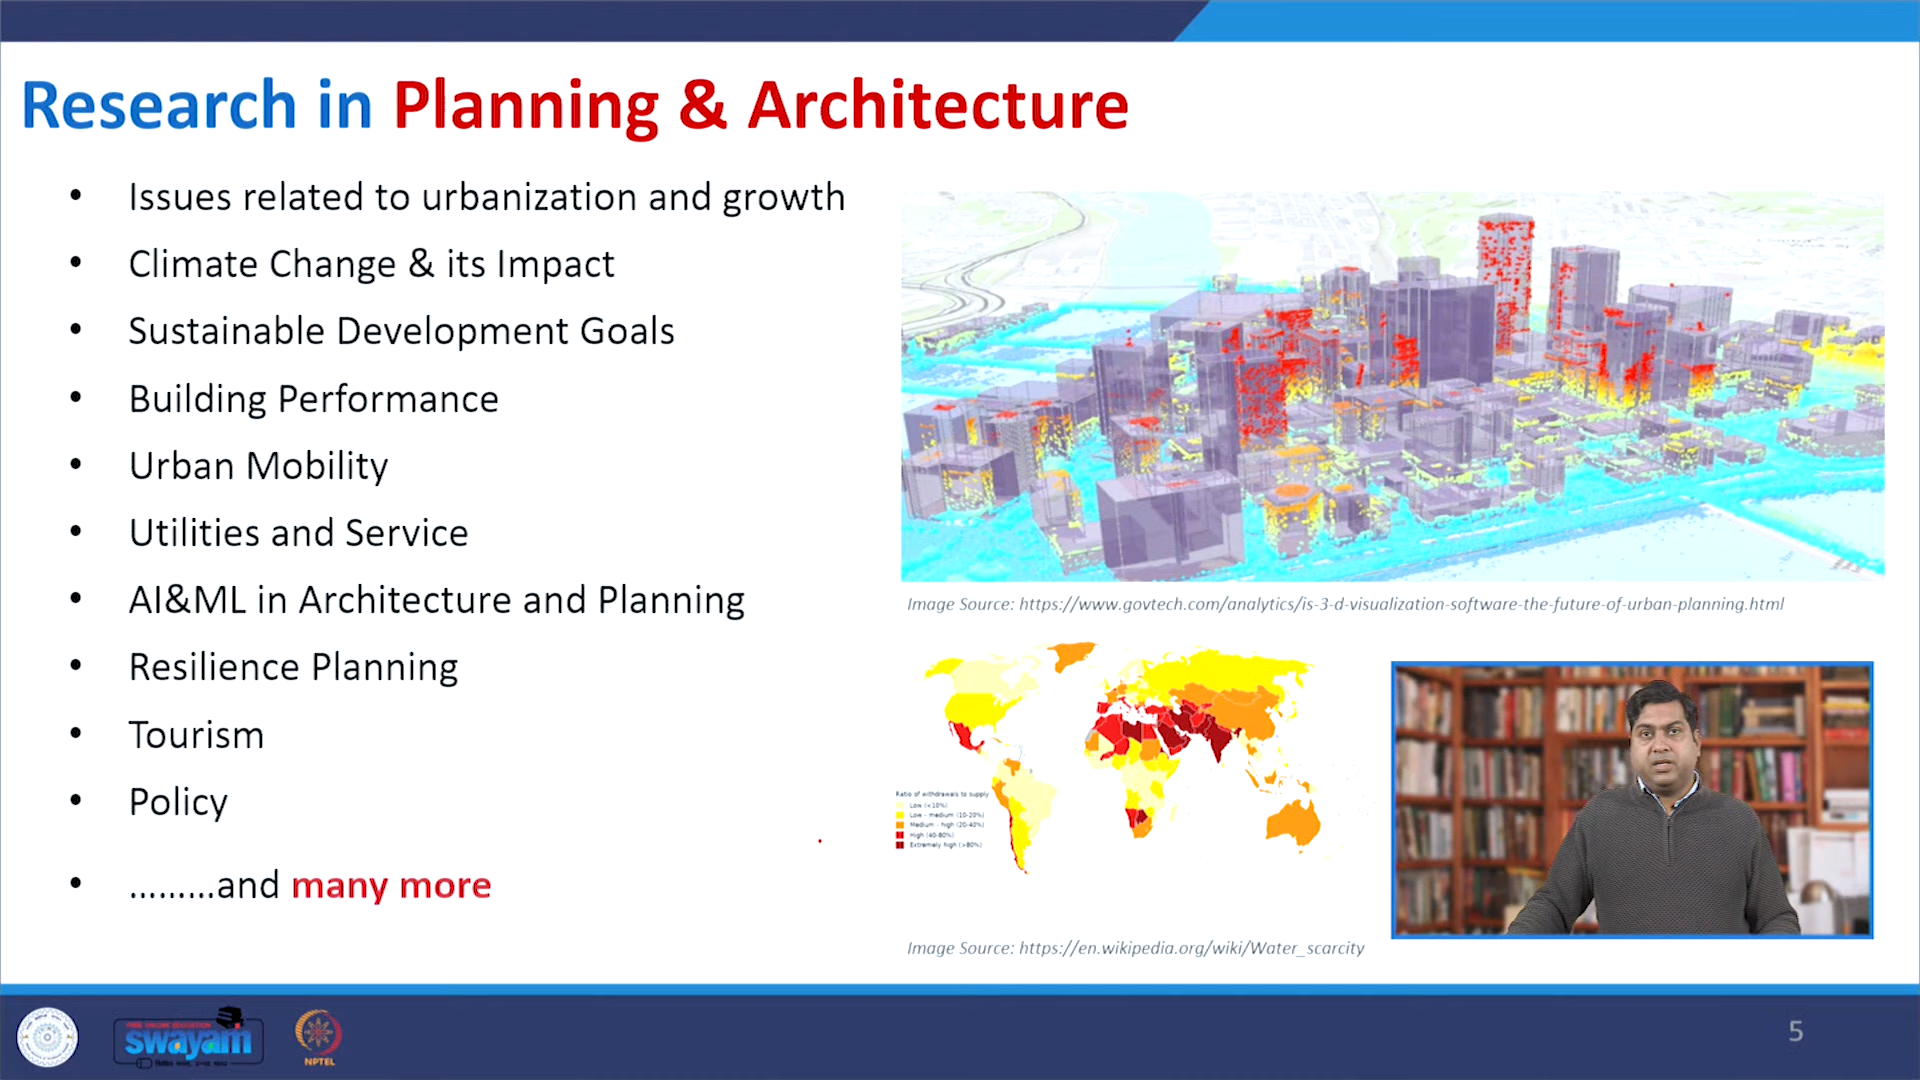 Research in Planning & Architecture
• Issues related to urbanization and growth
• Climate Change & its Impact
• Sustainable Development Goals
• Building Performance
• Urban Mobility
• Utilities and Service
• AI&ML in Architecture and Planning
• Resilience Planning
• Tourism
• Policy
• .........and many more
Image Source: https://www.govtech.com/analytics/is-3-d-visualization-software-the-future-of-urban-planning.html
Ratio of withdrawals to supply
Low (<10%)
Low - medium (10-20%)
Medium - high (20-40%)
High (40-80%)
Extremely high (>80%)
Image Source: https://en.wikipedia.org/wiki/Water_scarcity
FREE ONLINE EDUCATION
swayam
NPTEL
5